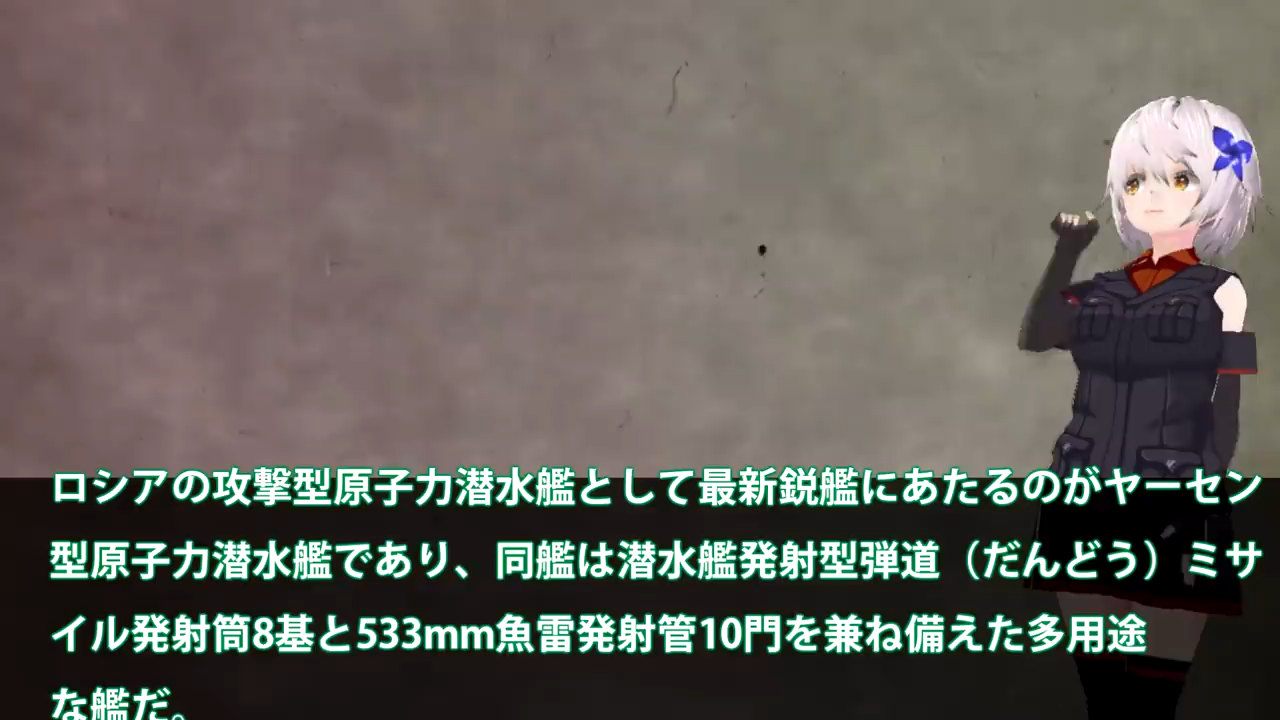 ロシアの攻撃型原子力潜水艦として最新鋭艦にあたるのがヤーセン
型原子力潜水艦であり、同艦は潜水艦発射型弾道（だんどう）ミサ
イル発射筒8基と533mm魚雷発射管10門を兼ね備えた多用途
な艦だ。